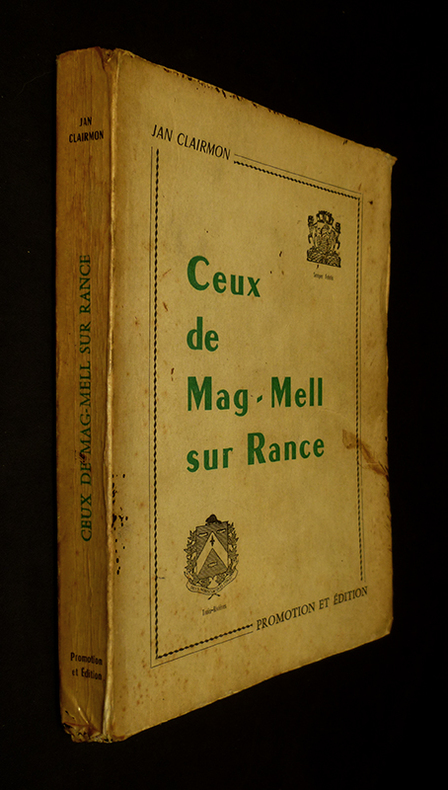 JAN
CLAIRMON
CEUX DE MAG-MELL SUR RANCE
Promotion
et Edition
JAN CLAIRMON
Ceux
de
Mag-Mell
sur Rance
PROMOTION ET ÉDITION